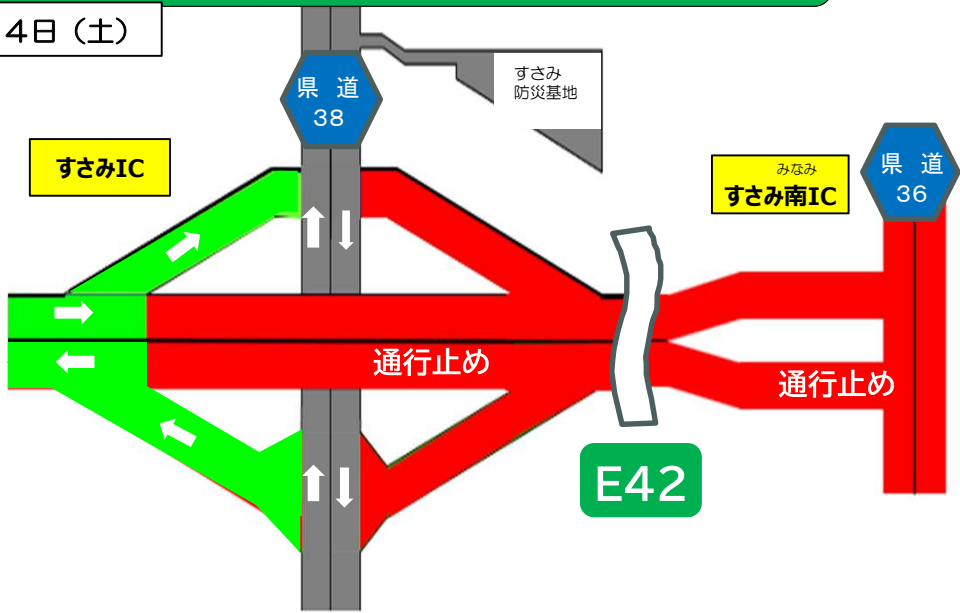 4日（土）
県 道
38
すさみ
防災基地
すさみIC
みなみ
すさみ南IC
県 道
36
通行止め
通行止め
E42